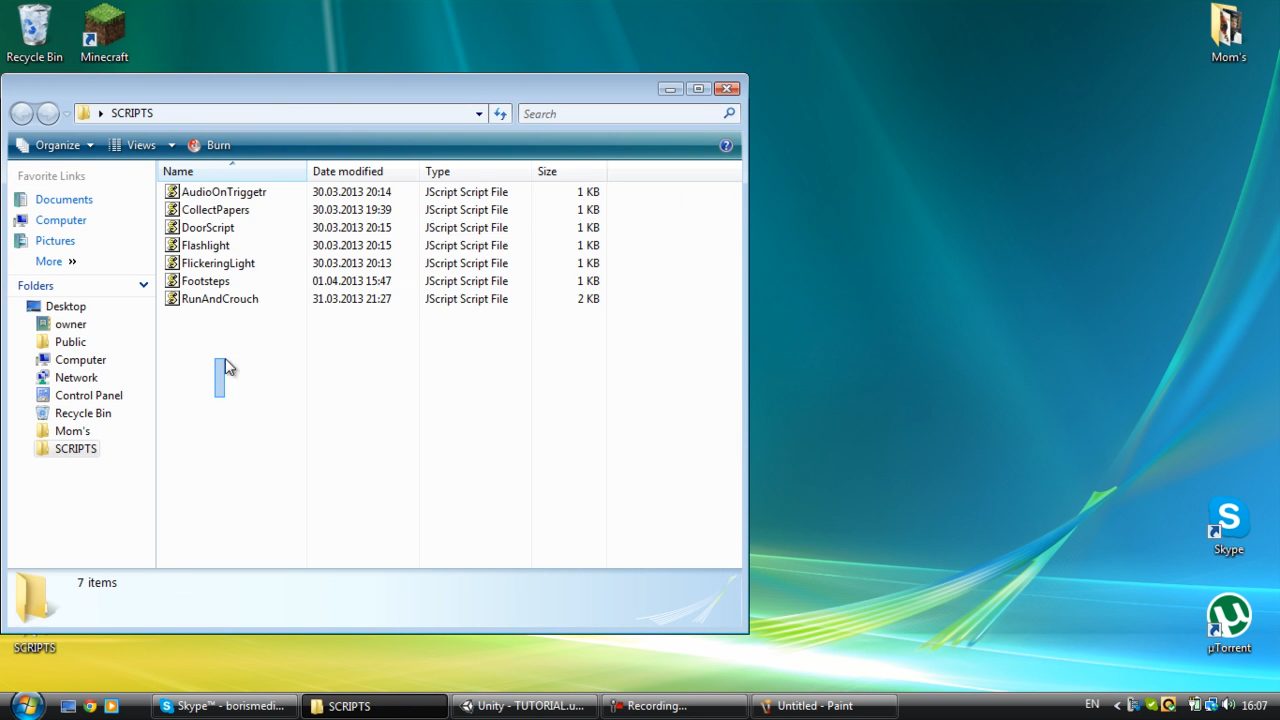 Recycle Bin
Minecraft
Mom's
SCRIPTS
Search
Organize
Views
Burn
Favorite Links
Documents
Computer
Pictures
More »
Folders
Desktop
owner
Public
Computer
Network
Control Panel
Recycle Bin
Mom's
SCRIPTS
Name Date modified Type Size
AudioOnTriggetr 30.03.2013 20:14 JScript Script File 1 KB
CollectPapers 30.03.2013 19:39 JScript Script File 1 KB
DoorScript 30.03.2013 20:15 JScript Script File 1 KB
Flashlight 30.03.2013 20:15 JScript Script File 1 KB
FlickeringLight 30.03.2013 20:13 JScript Script File 1 KB
Footsteps 01.04.2013 15:47 JScript Script File 1 KB
RunAndCrouch 31.03.2013 21:27 JScript Script File 2 KB
7 items
SCRIPTS
Skype
µTorrent
Skype™ - borismedi...
SCRIPTS
Unity - TUTORIAL.u...
Recording...
Untitled - Paint
EN
16:07